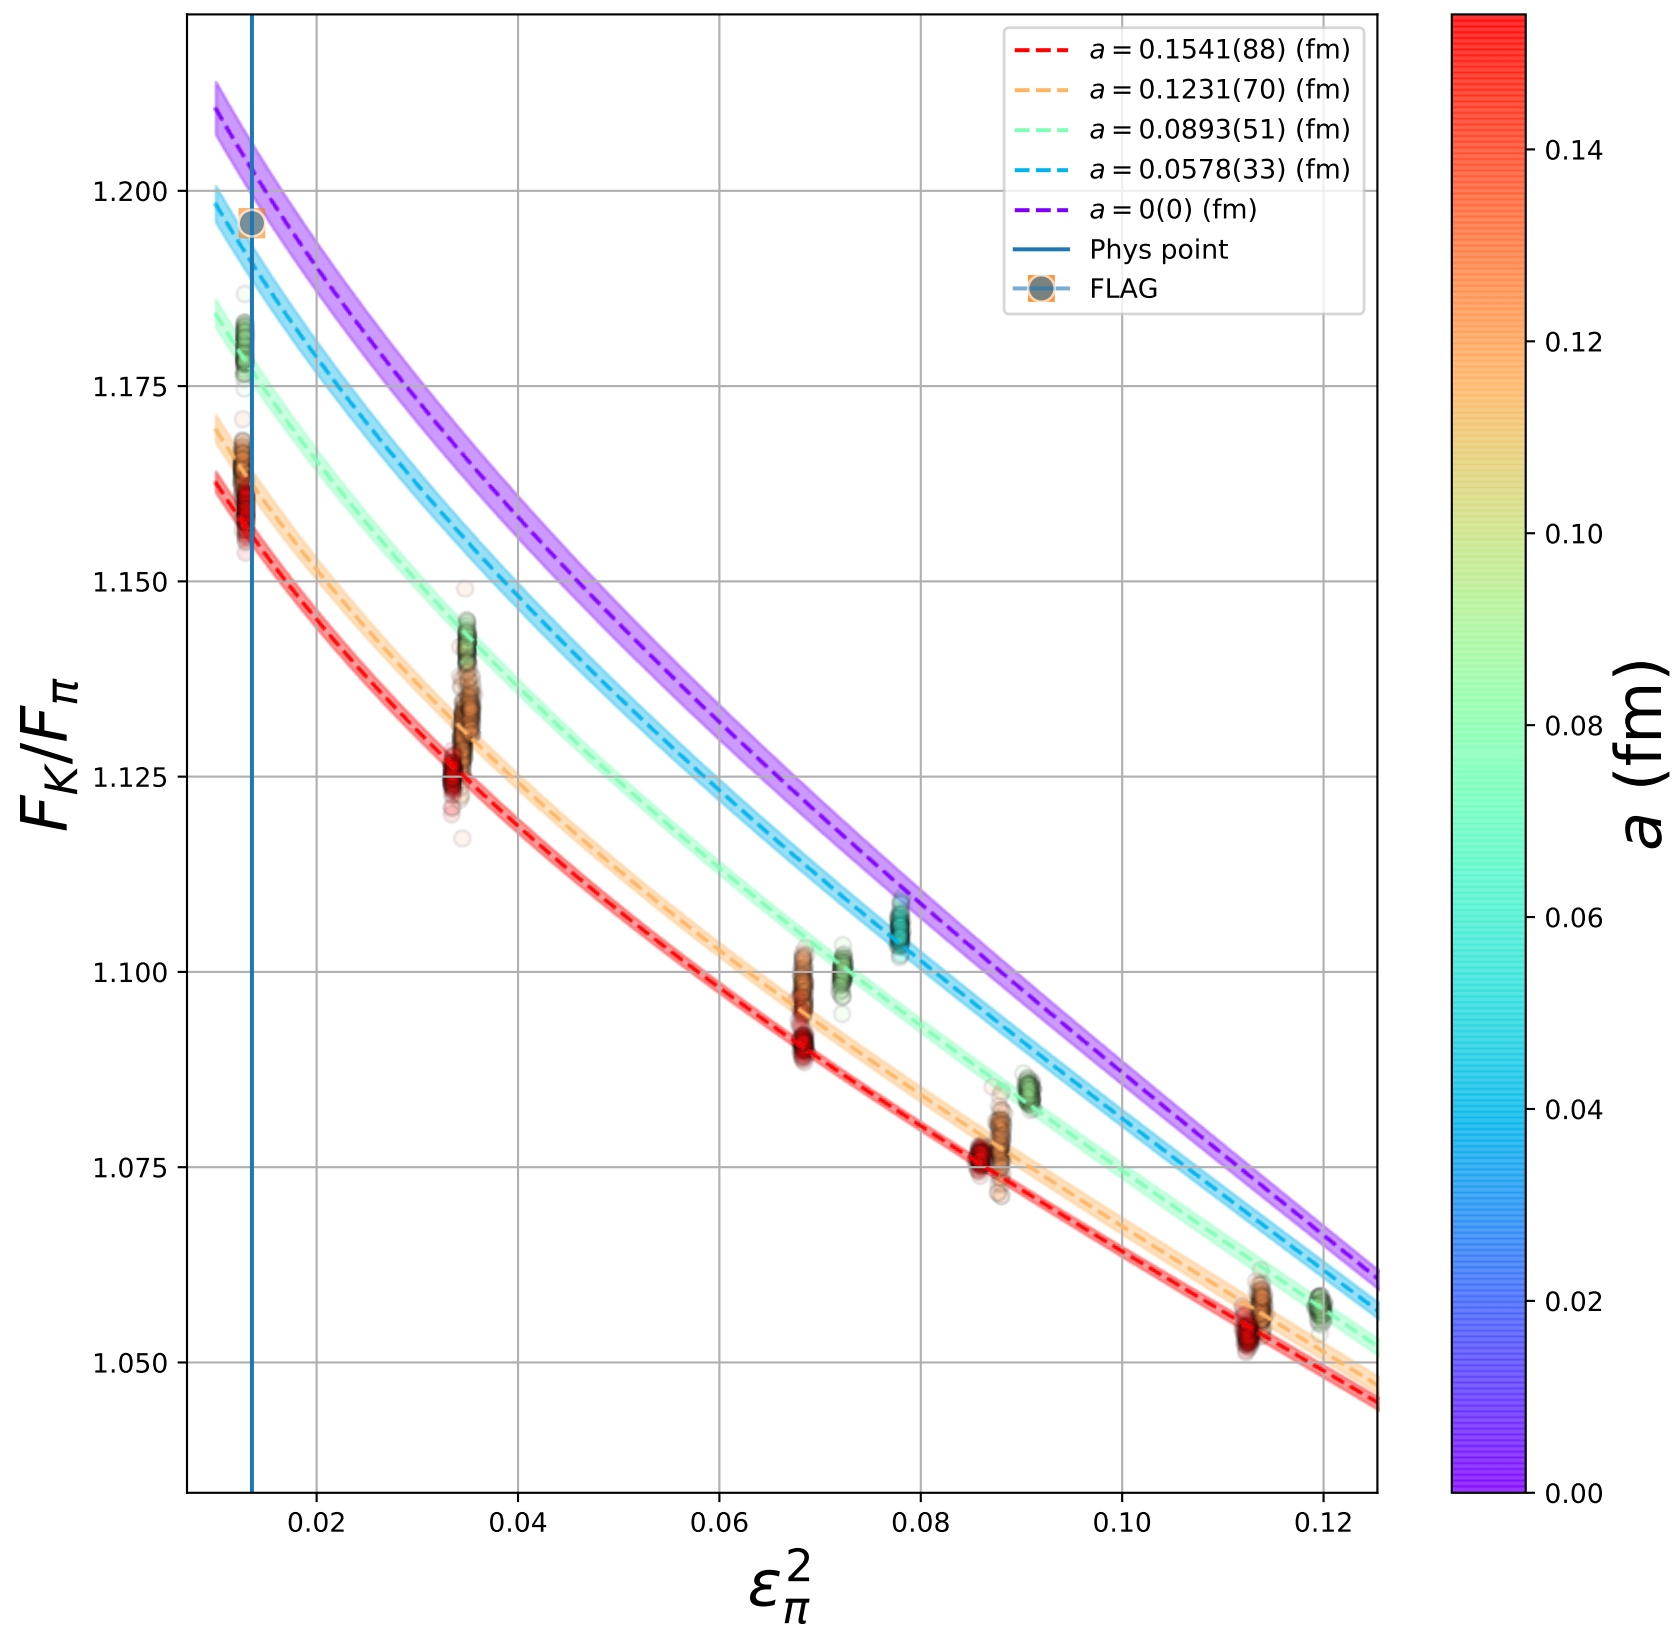 a = 0.1541(88) (fm)
a = 0.1231(70) (fm)
a = 0.0893(51) (fm)
a = 0.0578(33) (fm)
a = 0(0) (fm)
Phys point
FLAG
1.200
1.175
1.150
1.125
1.100
1.075
1.050
F_K/F_π
0.02
0.04
0.06
0.08
0.10
0.12
ε_π^2
0.14
0.12
0.10
0.08
0.06
0.04
0.02
0.00
a (fm)